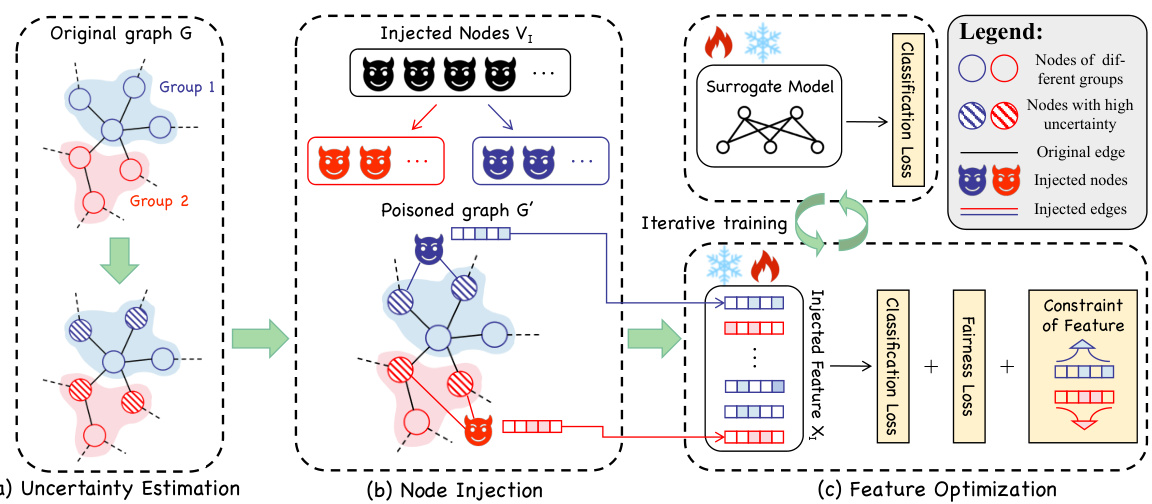 Original graph G
Group 1
Group 2
a) Uncertainty Estimation
Injected Nodes V_I
...
... ...
Poisoned graph G′
(b) Node Injection
Surrogate Model
Classification Loss
Iterative training
Injected Feature X_I
Classification Loss
+
Fairness Loss
+
Constraint
of Feature
(c) Feature Optimization
Legend:
Nodes of dif-
ferent groups
Nodes with high
uncertainty
Original edge
Injected nodes
Injected edges